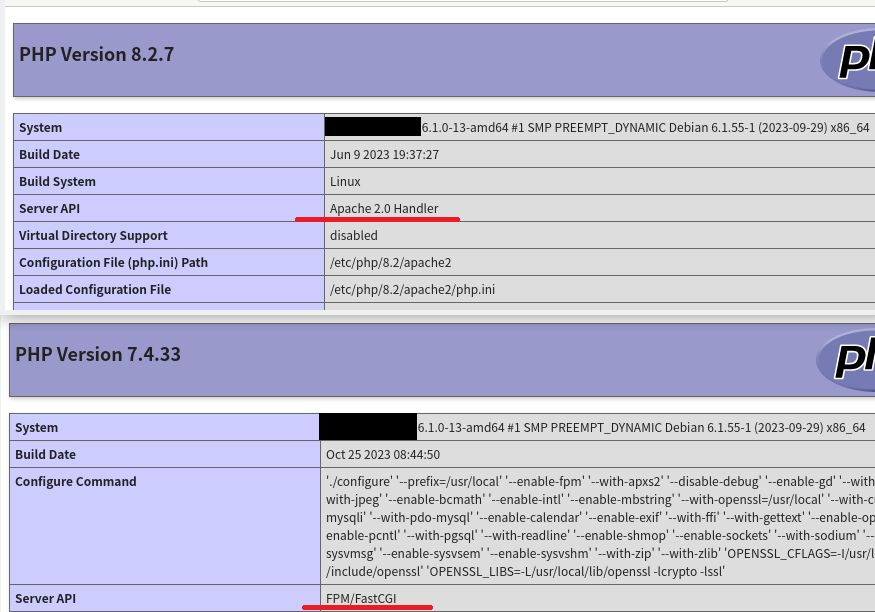 PHP Version 8.2.7
System 6.1.0-13-amd64 #1 SMP PREEMPT_DYNAMIC Debian 6.1.55-1 (2023-09-29) x86_64
Build Date Jun 9 2023 19:37:27
Build System Linux
Server API Apache 2.0 Handler
Virtual Directory Support disabled
Configuration File (php.ini) Path /etc/php/8.2/apache2
Loaded Configuration File /etc/php/8.2/apache2/php.ini
PHP Version 7.4.33
System 6.1.0-13-amd64 #1 SMP PREEMPT_DYNAMIC Debian 6.1.55-1 (2023-09-29) x86_64
Build Date Oct 25 2023 08:44:50
Configure Command './configure' '--prefix=/usr/local' '--enable-fpm' '--with-apxs2' '--disable-debug' '--enable-gd' '--with
with-jpeg' '--enable-bcmath' '--enable-intl' '--enable-mbstring' '--with-openssl=/usr/local' '--with-c
mysqli' '--with-pdo-mysql' '--enable-calendar' '--enable-exif' '--with-ffi' '--with-gettext' '--enable-op
enable-pcntl' '--with-pgsql' '--with-readline' '--enable-shmop' '--enable-sockets' '--with-sodium' '--
sysvmsg' '--enable-sysvsem' '--enable-sysvshm' '--with-zip' '--with-zlib' 'OPENSSL_CFLAGS=-I/usr/l
/include/openssl' 'OPENSSL_LIBS=-L/usr/local/lib/openssl -lcrypto -lssl'
Server API FPM/FastCGI